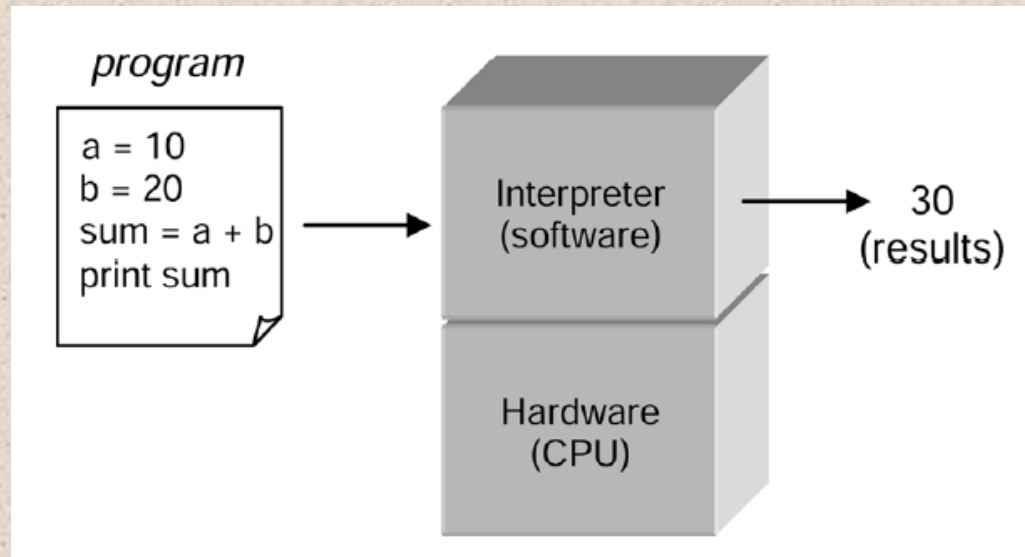 program
a = 10
b = 20
sum = a + b
print sum
Interpreter
(software)
30
(results)
Hardware
(CPU)